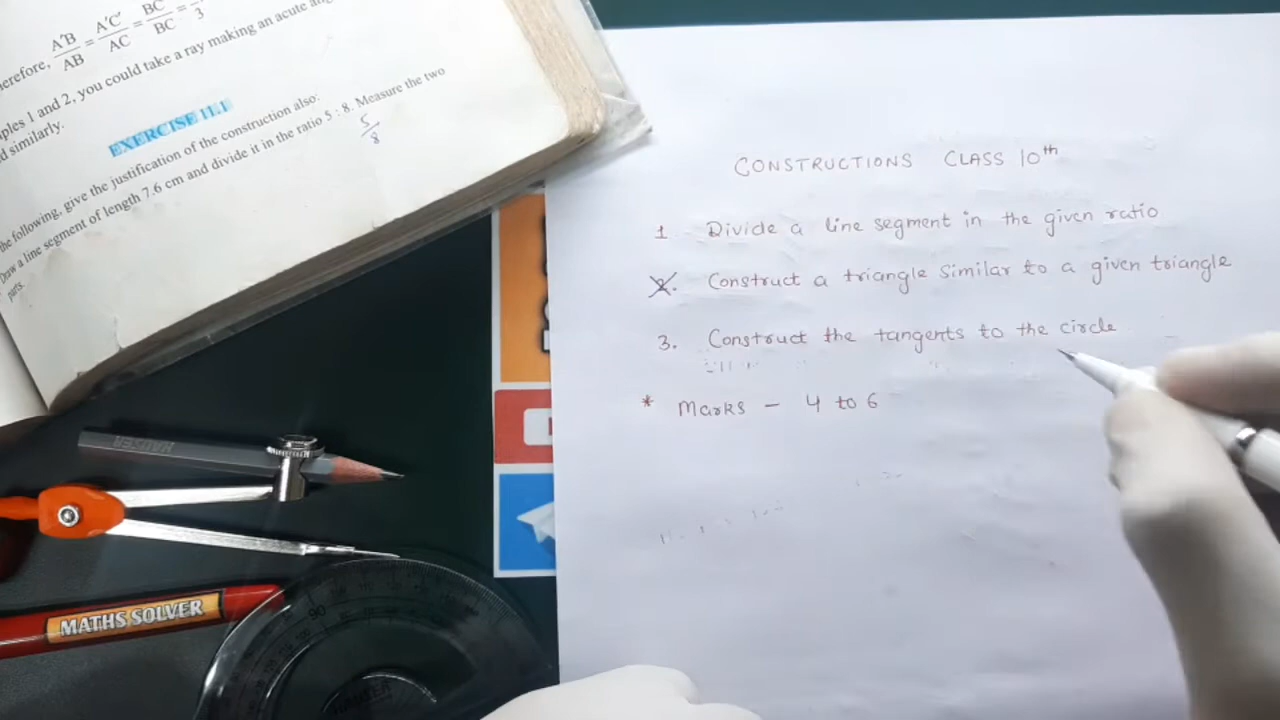 erefore, A'B/AB = A'C'/AC = BC'/BC = /3
ples 1 and 2, you could take a ray making an acute
d similarly.
EXERCISE 11.1
he following, give the justification of the construction also:
Draw a line segment of length 7.6 cm and divide it in the ratio 5 : 8. Measure the two
parts.
5/8
CONSTRUCTIONS CLASS 10th
1. Divide a line segment in the given ratio
2. Construct a triangle similar to a given triangle
3. Construct the tangents to the circle
* Marks - 4 to 6
MATHS SOLVER
90